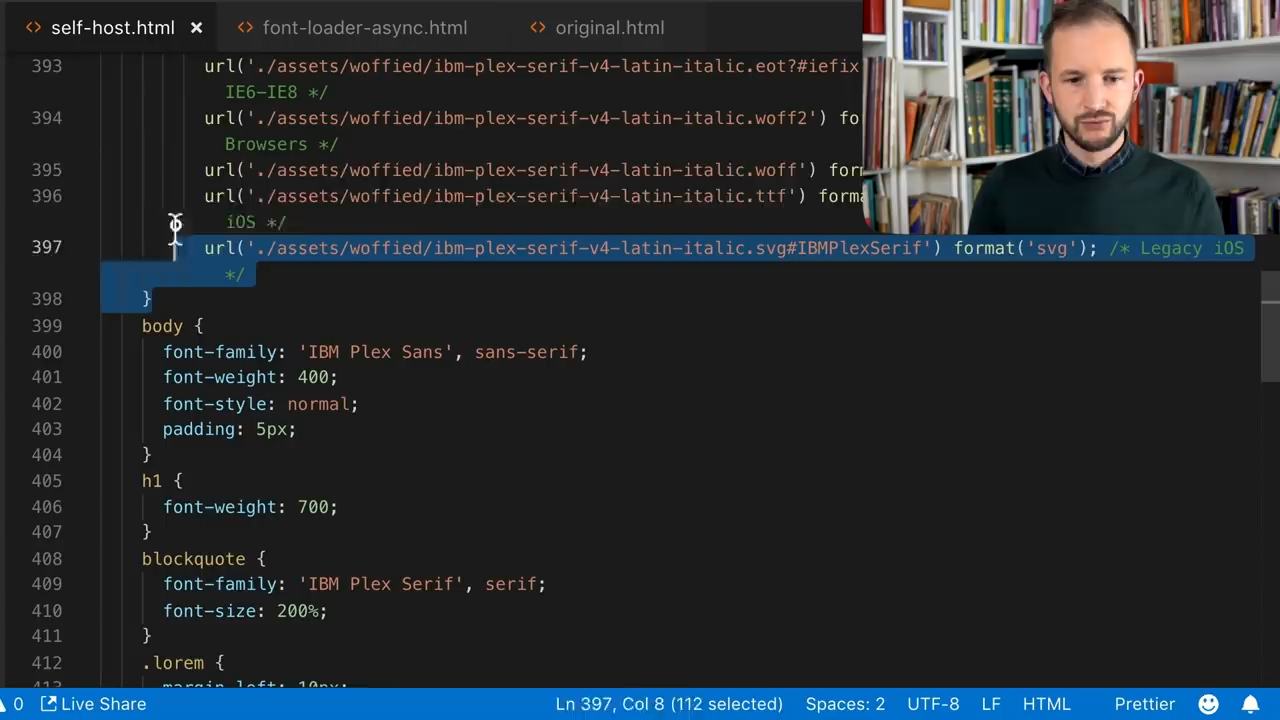 self-host.html
font-loader-async.html
original.html
393 url('./assets/woffied/ibm-plex-serif-v4-latin-italic.eot?#iefix
IE6-IE8 */
394 url('./assets/woffied/ibm-plex-serif-v4-latin-italic.woff2') fo
Browsers */
395 url('./assets/woffied/ibm-plex-serif-v4-latin-italic.woff') for
396 url('./assets/woffied/ibm-plex-serif-v4-latin-italic.ttf') forma
iOS */
397 url('./assets/woffied/ibm-plex-serif-v4-latin-italic.svg#IBMPlexSerif') format('svg'); /* Legacy iOS
*/
398 }
399 body {
400 font-family: 'IBM Plex Sans', sans-serif;
401 font-weight: 400;
402 font-style: normal;
403 padding: 5px;
404 }
405 h1 {
406 font-weight: 700;
407 }
408 blockquote {
409 font-family: 'IBM Plex Serif', serif;
410 font-size: 200%;
411 }
412 .lorem {
413 margin-left: 10px;
0 Live Share Ln 397, Col 8 (112 selected) Spaces: 2 UTF-8 LF HTML Prettier